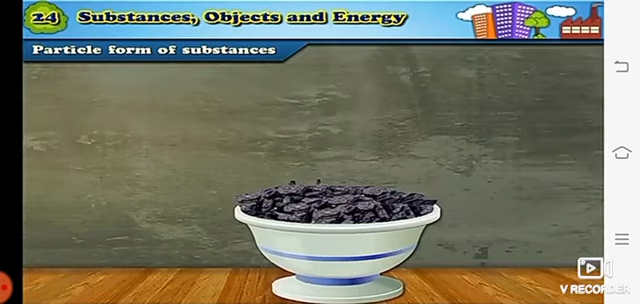 24 Substances, Objects and Energy
Particle form of substances
V RECORDER